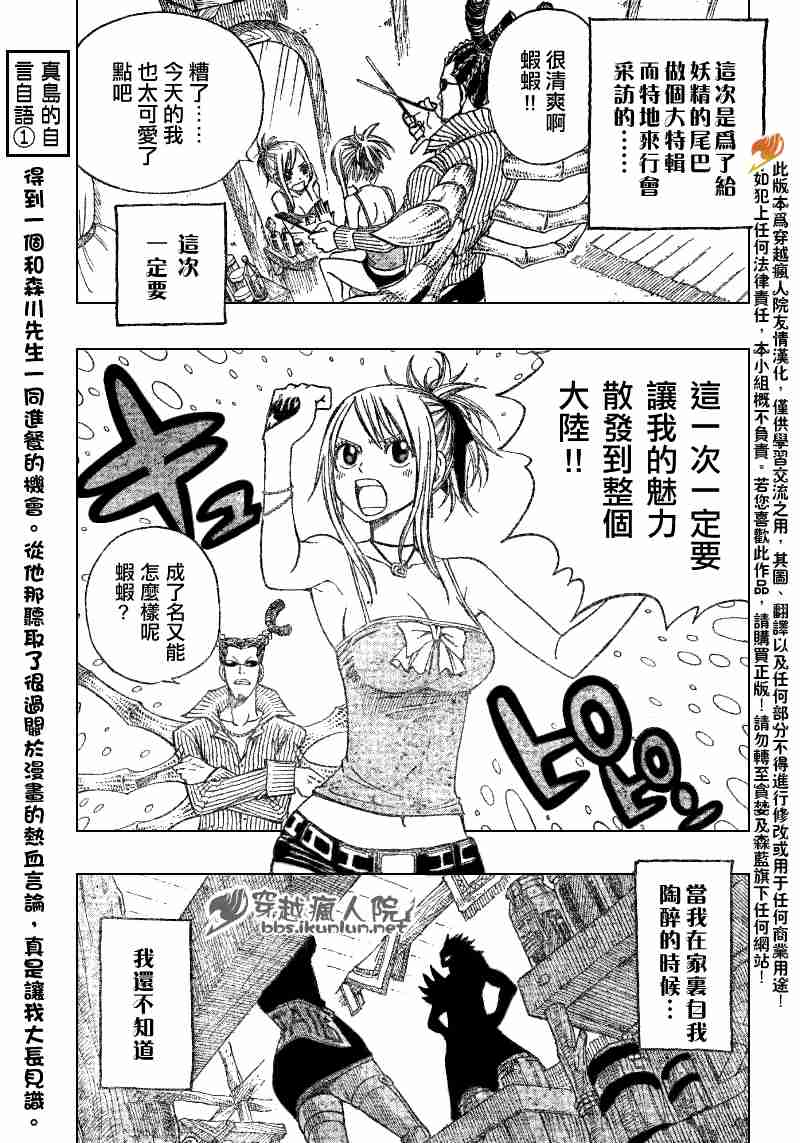 這次是爲了給
妖精的尾巴
做個大特輯
而特地來行會
采訪的……
很清爽啊
蝦蝦!!
糟了……
今天的我
也太可愛了
點吧
這次
一定要
這一次一定要
讓我的魅力
散發到整個
大陸!!
キュ
ピロピロン
成了名又能
怎麼樣呢
蝦蝦?
當我在家裏自我
陶醉的時候…
我還不知道
穿越瘋人院
bbs.ikunlun.net
真島的自
言自語①
得到一個和森川先生一同進餐的機會。從他那聽取了很過關於漫畫的熱血言論，真是讓我大長見識。
此版本爲穿越瘋人院友情漢化，僅供學習交流之用，其圖、翻譯以及任何部分不得進行修改或用于任何商業用途！
如犯上任何法律責任，本小組概不負責。若您喜歡此作品，請購買正版！請勿轉至貪婪及森藍旗下任何網站！